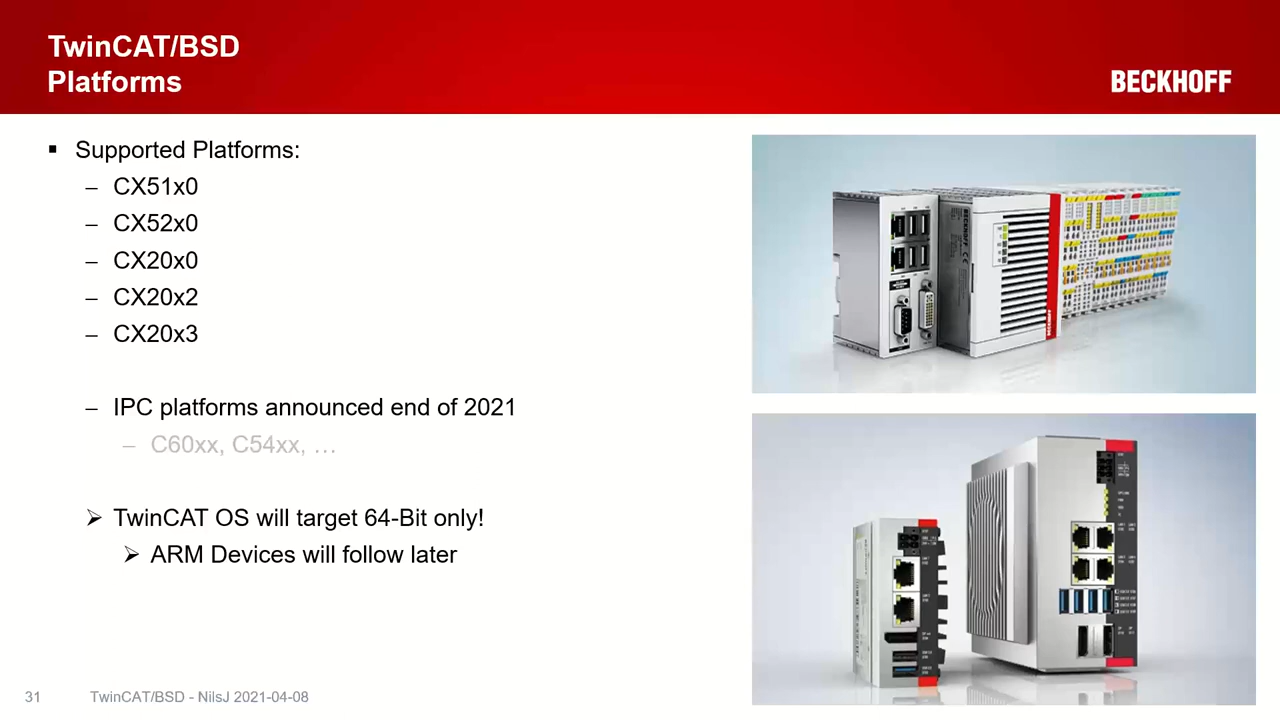 TwinCAT/BSD
Platforms
BECKHOFF
▪ Supported Platforms:
– CX51x0
– CX52x0
– CX20x0
– CX20x2
– CX20x3
– IPC platforms announced end of 2021
– C60xx, C54xx, …
➢ TwinCAT OS will target 64-Bit only!
➢ ARM Devices will follow later
BECKHOFF
BECKHOFF
31
TwinCAT/BSD - NilsJ 2021-04-08